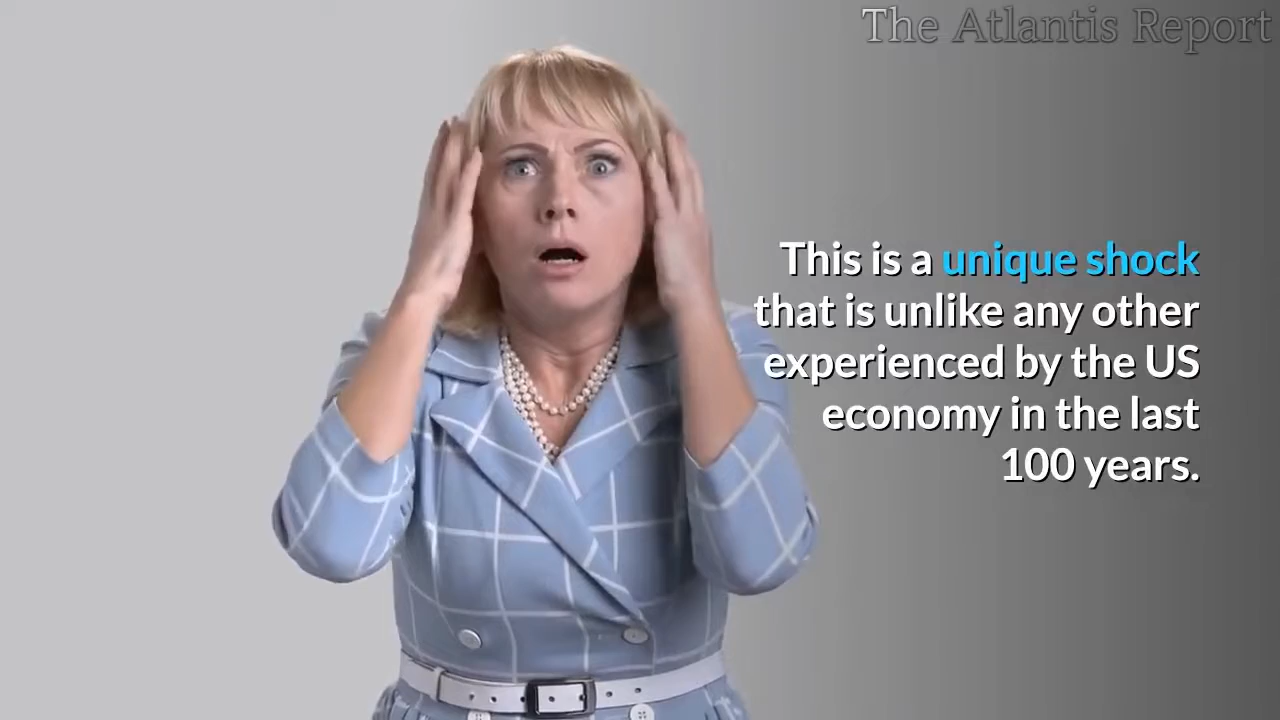 The Atlantis Report
This is a unique shock
that is unlike any other
experienced by the US
economy in the last
100 years.